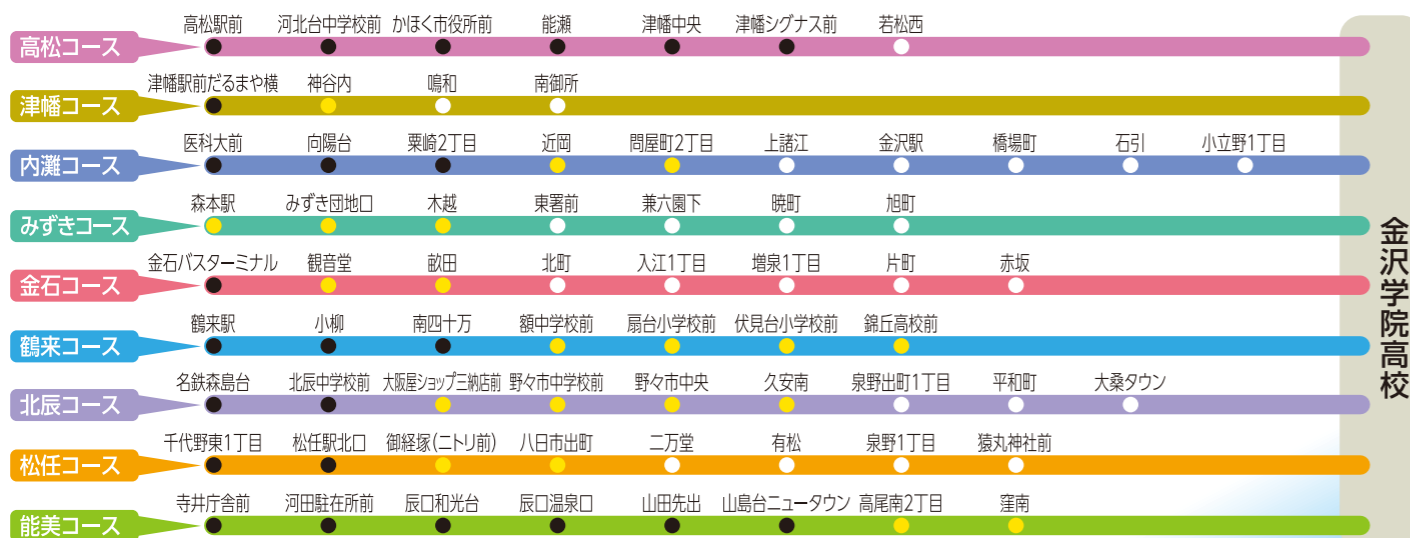 高松駅前 河北台中学校前 かほく市役所前 能瀬 津幡中央 津幡シグナス前 若松西
高松コース
津幡駅前だるまや横 神谷内 鳴和 南御所
津幡コース
医科大前 向陽台 粟崎2丁目 近岡 問屋町2丁目 上諸江 金沢駅 橋場町 石引 小立野1丁目
内灘コース
森本駅 みずき団地口 木越 東署前 兼六園下 暁町 旭町
みずきコース
金石バスターミナル 観音堂 畝田 北町 入江1丁目 増泉1丁目 片町 赤坂
金石コース
鶴来駅 小柳 南四十万 額中学校前 扇台小学校前 伏見台小学校前 錦丘高校前
鶴来コース
名鉄森島台 北辰中学校前 大阪屋ショップ三納店前 野々市中学校前 野々市中央 久安南 泉野出町1丁目 平和町 大桑タウン
北辰コース
千代野東1丁目 松任駅北口 御経塚(ニトリ前) 八日市出町 二万堂 有松 泉野1丁目 猿丸神社前
松任コース
寺井庁舎前 河田駐在所前 辰口和光台 辰口温泉口 山田先出 山島台ニュータウン 高尾南2丁目 窪南
能美コース
金沢学院高校